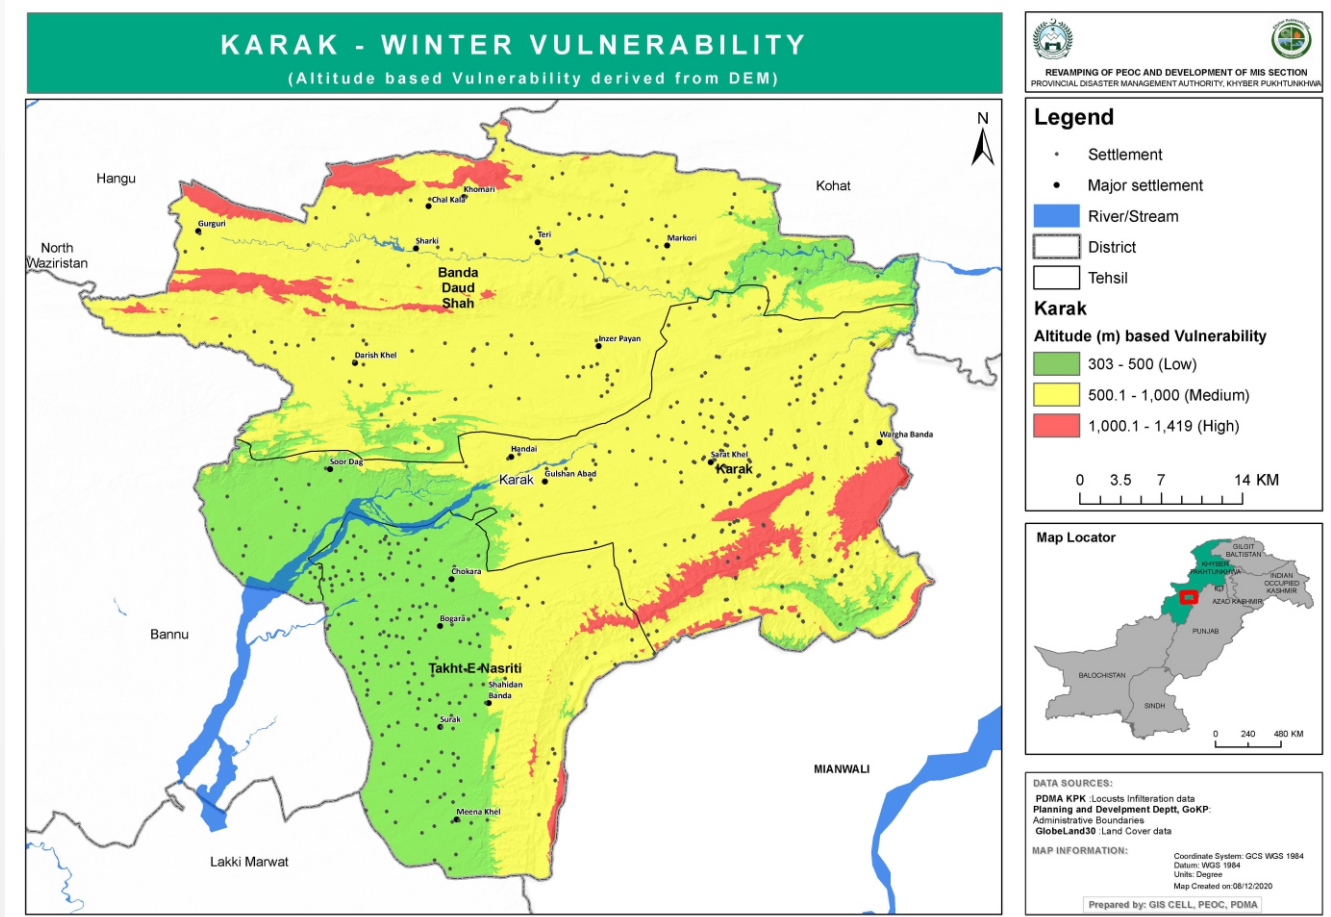 KARAK - WINTER VULNERABILITY
(Altitude based Vulnerability derived from DEM)
REVAMPING OF PEOC AND DEVELOPMENT OF MIS SECTION
PROVINCIAL DISASTER MANAGEMENT AUTHORITY, KHYBER PUKHTUNKHWA
N
Hangu
Kohat
North
Waziristan
Khomari
Chal Kala
Gurguri
Sharki
Teri
Markori
Banda
Daud
Shah
Inzer Payan
Darish Khel
Wargha Banda
Handai
Sarat Khel
Karak
Soor Dag
Gulshan Abad
Karak
Chokara
Bogara
Bannu
Takht-E-Nasriti
Shahidan
Banda
Surak
MIANWALI
Meena Khel
Lakki Marwat
Legend
Settlement
Major settlement
River/Stream
District
Tehsil
Karak
Altitude (m) based Vulnerability
303 - 500 (Low)
500.1 - 1,000 (Medium)
1,000.1 - 1,419 (High)
0 3.5 7 14 KM
Map Locator
GILGIT
BALTISTAN
KHYBER
PAKHTUNKHWA
INDIAN
OCCUPIED
KASHMIR
AZAD KASHMIR
PUNJAB
BALOCHISTAN
SINDH
0 240 480 KM
DATA SOURCES:
PDMA KPK :Locusts Infilteration data
Planning and Develpment Deptt, GoKP:
Administrative Boundaries
GlobeLand30 :Land Cover data
MAP INFORMATION:
Coordinate System: GCS WGS 1984
Datum: WGS 1984
Units: Degree
Map Created on:08/12/2020
Prepared by: GIS CELL, PEOC, PDMA